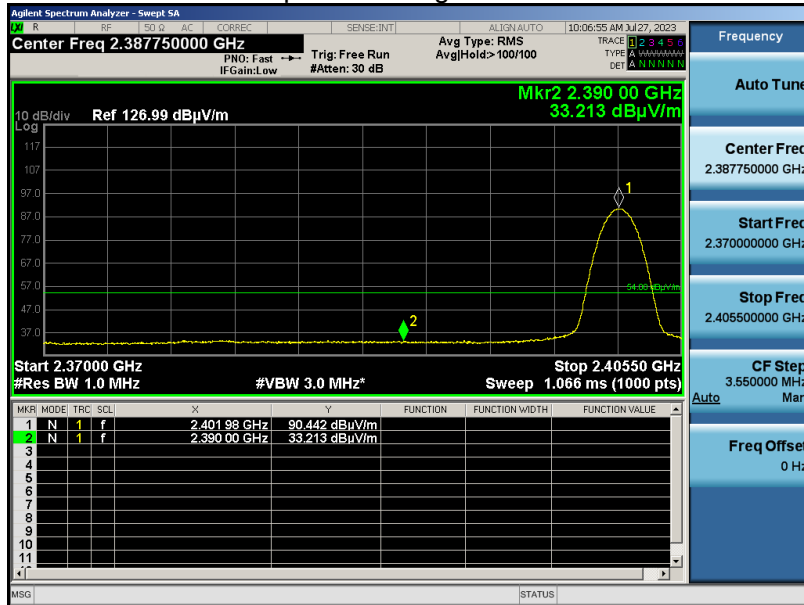 Agilent Spectrum Analyzer - Swept SA
LXI R RF 50 Ω AC CORREC SENSE:INT ALIGN AUTO 10:06:55 AM Jul 27, 2023
Center Freq 2.387750000 GHz
PNO: Fast
IFGain:Low
Trig: Free Run
#Atten: 30 dB
Avg Type: RMS
Avg|Hold:>100/100
TRACE 1 2 3 4 5 6
TYPE A WWWWW
DET A N N N N N
Mkr2 2.390 00 GHz
33.213 dBµV/m
10 dB/div Ref 126.99 dBµV/m
Log
117
107
97.0
87.0
77.0
67.0
57.0
47.0
37.0
1
2
54.00 dBµV/m
Start 2.37000 GHz Stop 2.40550 GHz
#Res BW 1.0 MHz #VBW 3.0 MHz* Sweep 1.066 ms (1000 pts)
MKR MODE TRC SCL X Y FUNCTION FUNCTION WIDTH FUNCTION VALUE
1 N 1 f 2.401 98 GHz 90.442 dBµV/m
2 N 1 f 2.390 00 GHz 33.213 dBµV/m
3
4
5
6
7
8
9
10
11
MSG STATUS
Frequency
Auto Tune
Center Freq
2.387750000 GHz
Start Freq
2.370000000 GHz
Stop Freq
2.405500000 GHz
CF Step
3.550000 MHz
Auto Man
Freq Offset
0 Hz